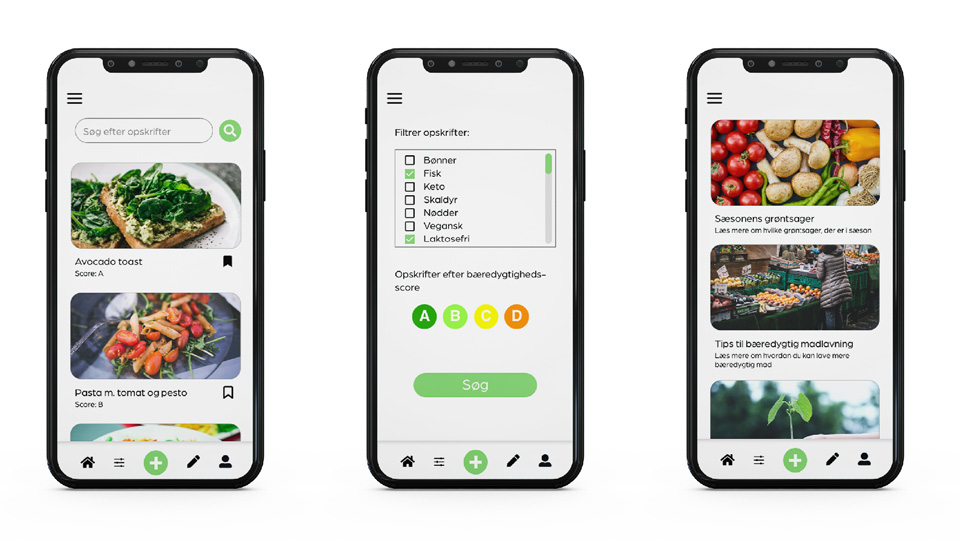 Søg efter opskrifter
Avocado toast
Score: A
Pasta m. tomat og pesto
Score: B
Filtrer opskrifter:
Bønner
Fisk
Keto
Skaldyr
Nødder
Vegansk
Laktosefri
Opskrifter efter bæredygtigheds-
score
A B C D
Søg
Sæsonens grøntsager
Læs mere om hvilke grøntsager, der er i sæson
Tips til bæredygtig madlavning
Læs mere om hvordan du kan lave mere
bæredygtig mad